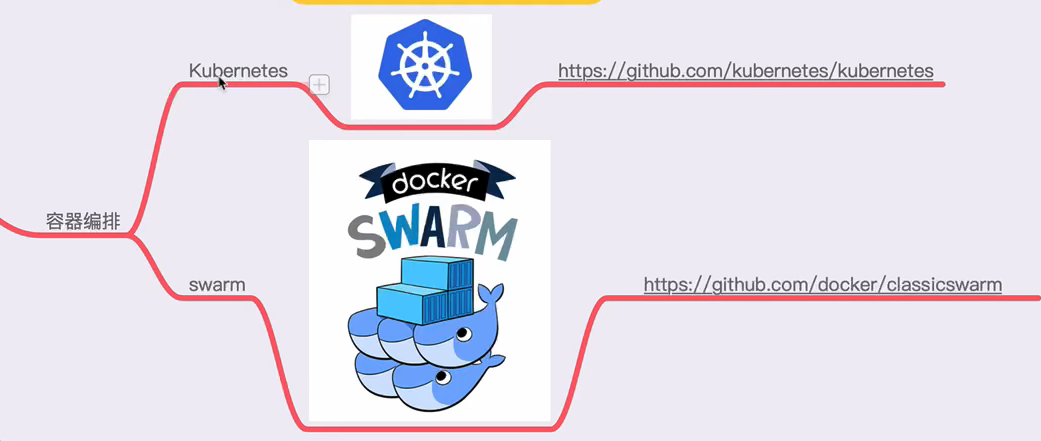 Kubernetes
https://github.com/kubernetes/kubernetes
docker
SWARM
容器编排
swarm
https://github.com/docker/classicswarm